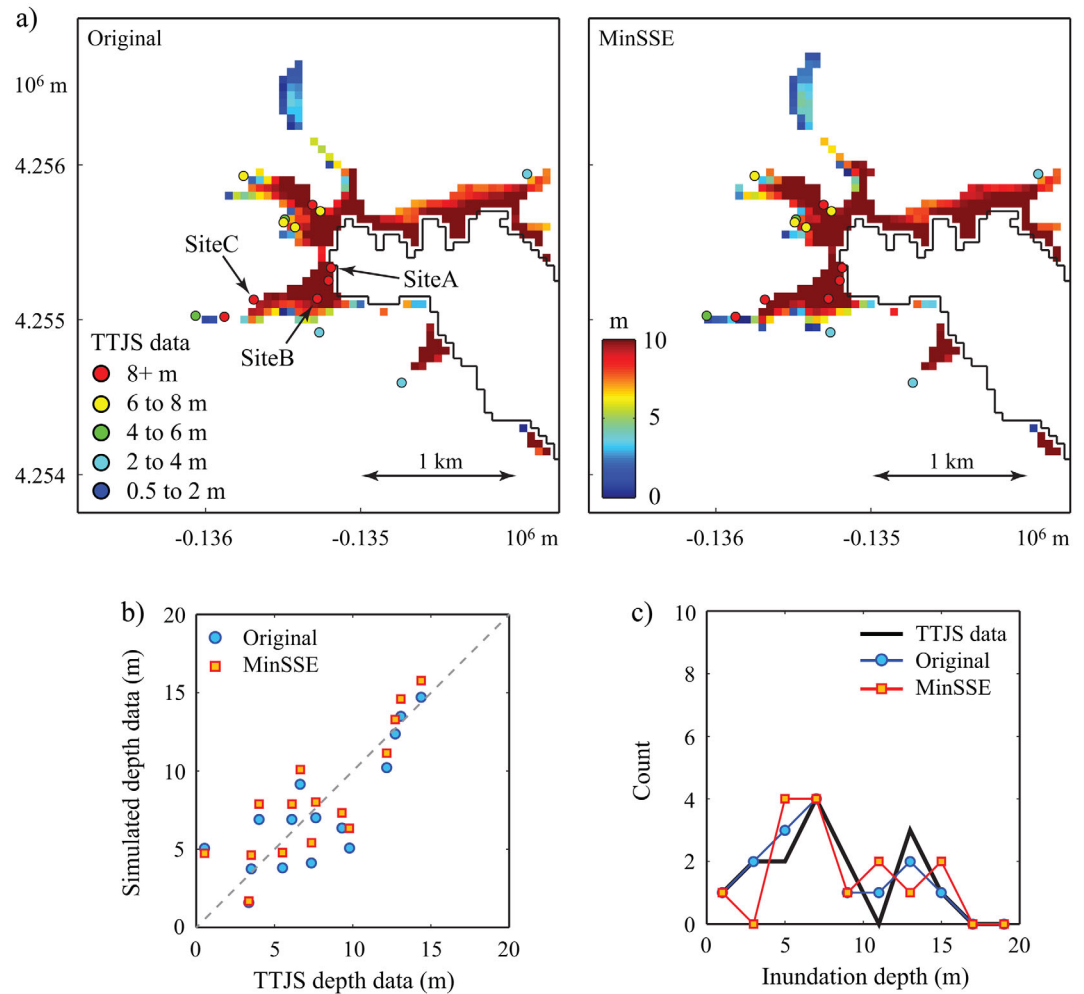 a)
Original
MinSSE
10⁶ m
4.256
4.255
4.254
SiteC
SiteA
SiteB
TTJS data
8+ m
6 to 8 m
4 to 6 m
2 to 4 m
0.5 to 2 m
1 km
-0.136
-0.135
10⁶ m
m
10
5
0
1 km
-0.136
-0.135
10⁶ m
b)
Simulated depth data (m)
20
15
10
5
0
Original
MinSSE
0
5
10
15
20
TTJS depth data (m)
c)
Count
10
8
6
4
2
0
TTJS data
Original
MinSSE
0
5
10
15
20
Inundation depth (m)